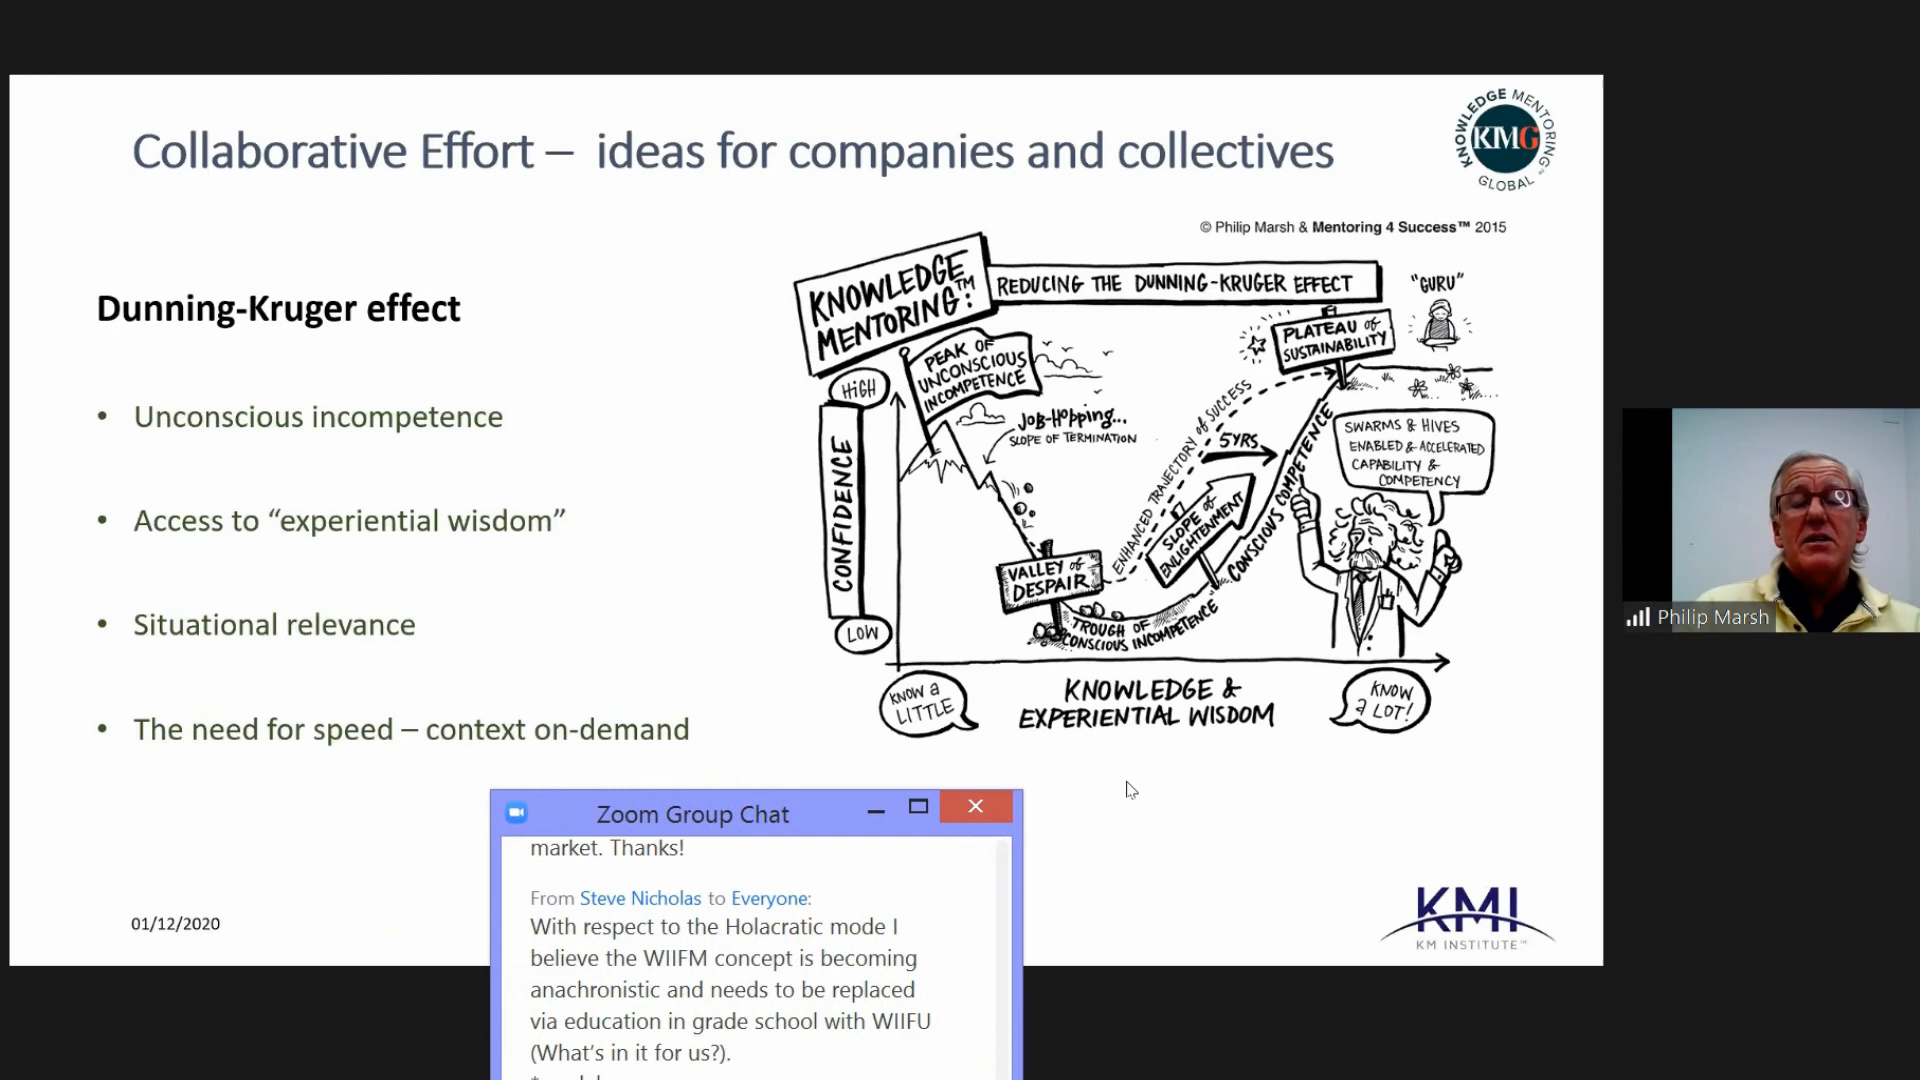 Collaborative Effort – ideas for companies and collectives
KNOWLEDGE MENTORING™
KMG
GLOBAL
© Philip Marsh & Mentoring 4 Success™ 2015
KNOWLEDGE
MENTORING™:
REDUCING THE DUNNING-KRUGER EFFECT
"GURU"
PLATEAU of
SUSTAINABILITY
PEAK OF
UNCONSCIOUS
INCOMPETENCE
HIGH
CONFIDENCE
LOW
JOB-HOPPING...
SLOPE OF TERMINATION
ENHANCED TRAJECTORY of SUCCESS
5YRS
SLOPE of
ENLIGHTENMENT
CONSCIOUS COMPETENCE
SWARMS & HIVES
ENABLED & ACCELERATED
CAPABILITY &
COMPETENCY
VALLEY of
DESPAIR
TROUGH OF
CONSCIOUS INCOMPETENCE
KNOW a
LITTLE
KNOWLEDGE &
EXPERIENTIAL WISDOM
KNOW
a LOT!
Dunning-Kruger effect
• Unconscious incompetence
• Access to “experiential wisdom”
• Situational relevance
• The need for speed – context on-demand
Philip Marsh
Zoom Group Chat
market. Thanks!
From Steve Nicholas to Everyone:
With respect to the Holacratic mode I
believe the WIIFM concept is becoming
anachronistic and needs to be replaced
via education in grade school with WIIFU
(What’s in it for us?).
01/12/2020
KMI
KM INSTITUTE™